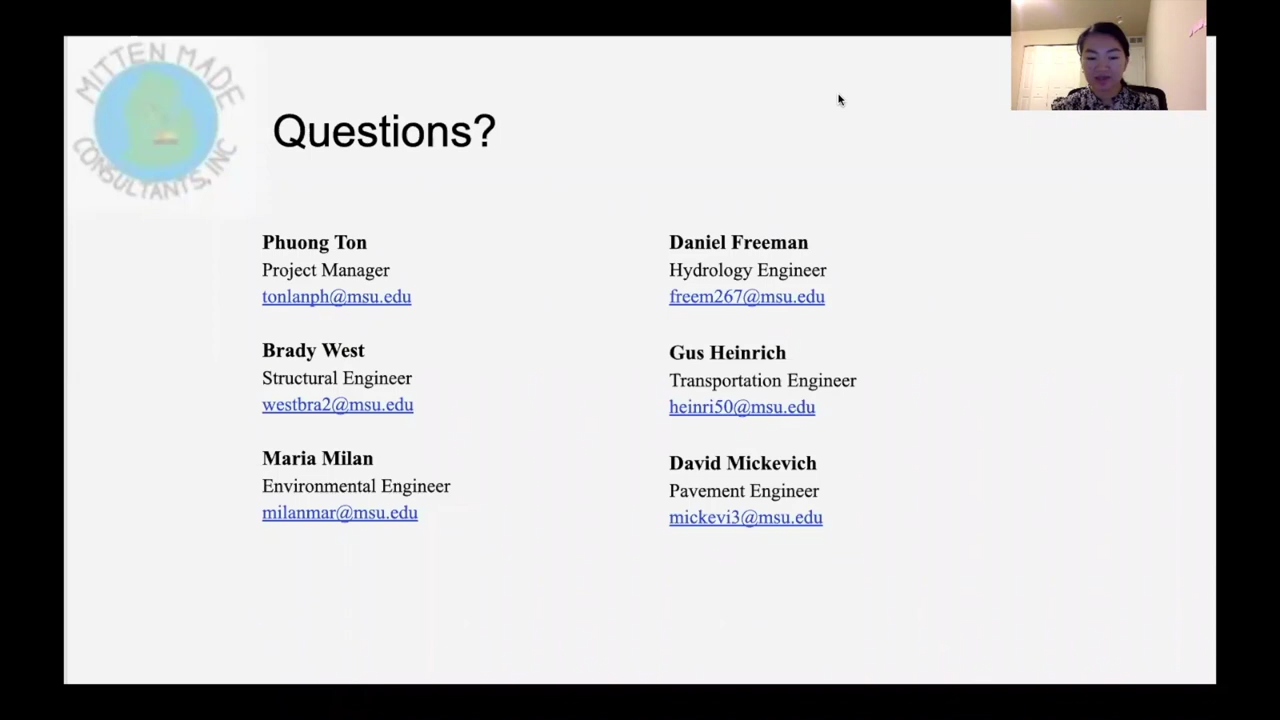 MITTEN MADE
CONSULTANTS, INC
Questions?
Phuong Ton
Project Manager
tonlanph@msu.edu
Brady West
Structural Engineer
westbra2@msu.edu
Maria Milan
Environmental Engineer
milanmar@msu.edu
Daniel Freeman
Hydrology Engineer
freem267@msu.edu
Gus Heinrich
Transportation Engineer
heinri50@msu.edu
David Mickevich
Pavement Engineer
mickevi3@msu.edu